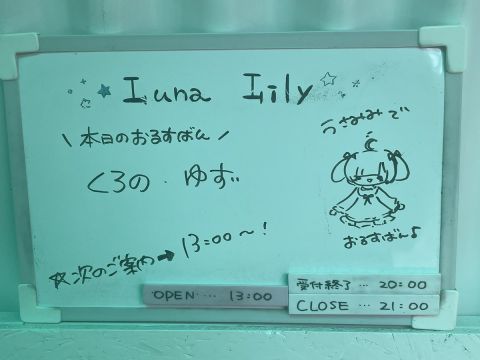 Luna Lily
\ 本日のおるすばん /
くろの・ゆず
うさみみで
おるすばん♪
☆次のご案内→ 13:00〜!
OPEN … 13:00
受付終了 … 20:00
CLOSE … 21:00